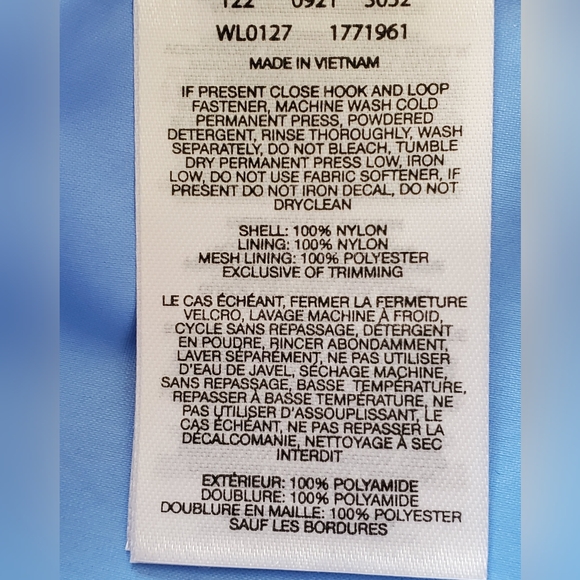 122 0921 3032
WL0127 1771961
MADE IN VIETNAM
IF PRESENT CLOSE HOOK AND LOOP
FASTENER, MACHINE WASH COLD
PERMANENT PRESS, POWDERED
DETERGENT, RINSE THOROUGHLY, WASH
SEPARATELY, DO NOT BLEACH, TUMBLE
DRY PERMANENT PRESS LOW, IRON
LOW, DO NOT USE FABRIC SOFTENER, IF
PRESENT DO NOT IRON DECAL, DO NOT
DRYCLEAN
SHELL: 100% NYLON
LINING: 100% NYLON
MESH LINING: 100% POLYESTER
EXCLUSIVE OF TRIMMING
LE CAS ÉCHÉANT, FERMER LA FERMETURE
VELCRO, LAVAGE MACHINE À FROID,
CYCLE SANS REPASSAGE, DÉTERGENT
EN POUDRE, RINCER ABONDAMMENT,
LAVER SÉPARÉMENT, NE PAS UTILISER
D'EAU DE JAVEL, SÉCHAGE MACHINE,
SANS REPASSAGE, BASSE TEMPÉRATURE,
REPASSER À BASSE TEMPÉRATURE, NE
PAS UTILISER D'ASSOUPLISSANT, LE
CAS ÉCHÉANT, NE PAS REPASSER LA
DÉCALCOMANIE, NETTOYAGE À SEC
INTERDIT
EXTÉRIEUR: 100% POLYAMIDE
DOUBLURE: 100% POLYAMIDE
DOUBLURE EN MAILLE: 100% POLYESTER
SAUF LES BORDURES